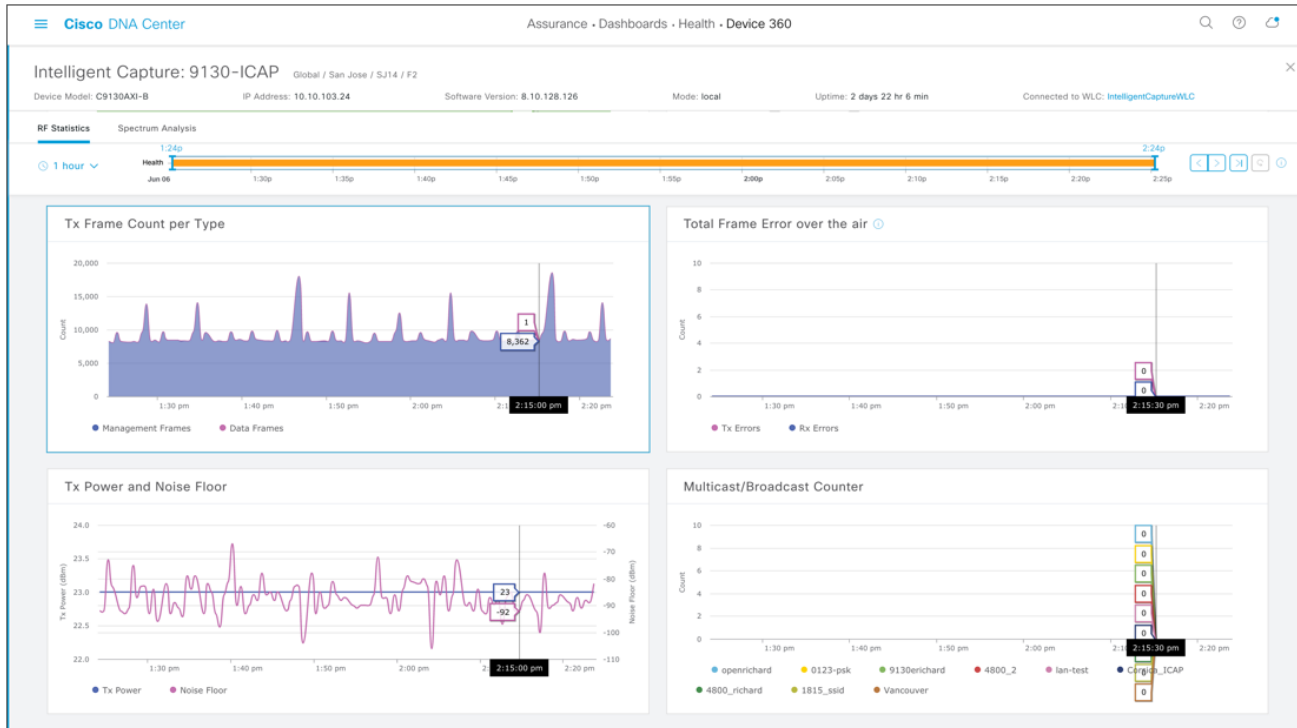 Cisco DNA Center
Assurance • Dashboards • Health • Device 360
Intelligent Capture: 9130-ICAP Global / San Jose / SJ14 / F2
Device Model: C9130AXI-B IP Address: 10.10.103.24 Software Version: 8.10.128.126 Mode: local Uptime: 2 days 22 hr 6 min Connected to WLC: IntelligentCaptureWLC
RF Statistics Spectrum Analysis
1:24p 2:24p
1 hour Health
Jun 06 1:30p 1:35p 1:40p 1:45p 1:50p 1:55p 2:00p 2:05p 2:10p 2:15p 2:20p 2:25p
Tx Frame Count per Type
20,000
15,000
10,000
5,000
0
Count
1
8,362
1:30 pm 1:40 pm 1:50 pm 2:00 pm 2:1 2:15:00 pm 2:20 pm
Management Frames Data Frames
Total Frame Error over the air
10
8
6
4
2
0
Count
0
0
1:30 pm 1:40 pm 1:50 pm 2:00 pm 2:1 2:15:30 pm 2:20 pm
Tx Errors Rx Errors
Tx Power and Noise Floor
24.0 -60
23.5 -70
23.0 -80
22.5 -90
-100
22.0 -110
Tx Power (dBm)
Noise Floor (dBm)
23
-92
1:30 pm 1:40 pm 1:50 pm 2:00 pm 2: 2:15:00 pm 2:20 pm
Tx Power Noise Floor
Multicast/Broadcast Counter
10
8
6
4
2
0
Count
0
0
0
0
0
0
1:30 pm 1:40 pm 1:50 pm 2:00 pm 2:1 2:15:30 pm 2:20 pm
openrichard 0123-psk 9130erichard 4800_2 lan-test
4800_richard 1815_ssid Vancouver
0
0